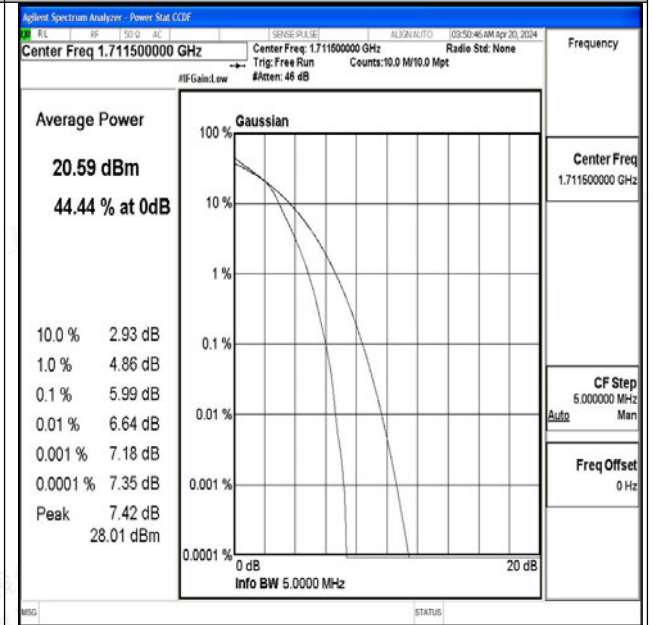 Agilent Spectrum Analyzer - Power Stat CCDF
RL RF 50 Ω AC SENSE:PULSE ALIGN AUTO 03:50:46 AM Apr 20, 2024
Center Freq 1.711500000 GHz
Center Freq: 1.711500000 GHz Radio Std: None
Trig: Free Run Counts:10.0 M/10.0 Mpt
#IFGain:Low #Atten: 46 dB
Frequency
Average Power
20.59 dBm
44.44 % at 0dB
10.0 % 2.93 dB
1.0 % 4.86 dB
0.1 % 5.99 dB
0.01 % 6.64 dB
0.001 % 7.18 dB
0.0001 % 7.35 dB
Peak 7.42 dB
28.01 dBm
Gaussian
100 %
10 %
1 %
0.1 %
0.01 %
0.001 %
0.0001 %
0 dB 20 dB
Info BW 5.0000 MHz
Center Freq
1.711500000 GHz
CF Step
5.000000 MHz
Auto Man
Freq Offset
0 Hz
MSG STATUS